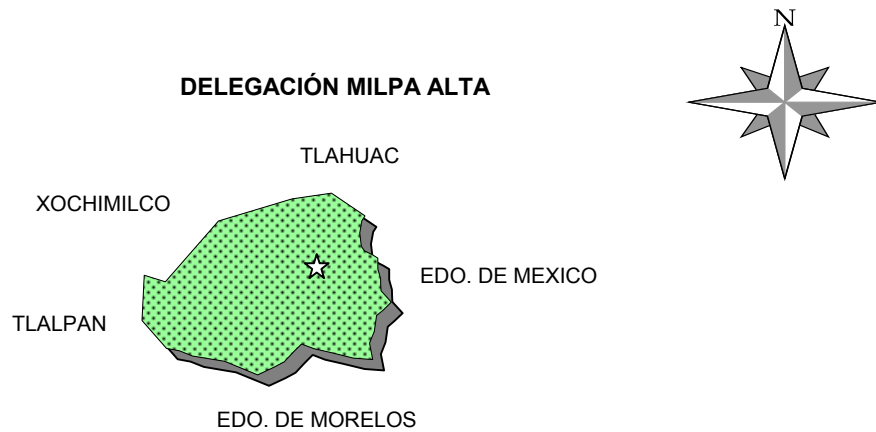 N
DELEGACIÓN MILPA ALTA
TLAHUAC
XOCHIMILCO
EDO. DE MEXICO
TLALPAN
EDO. DE MORELOS